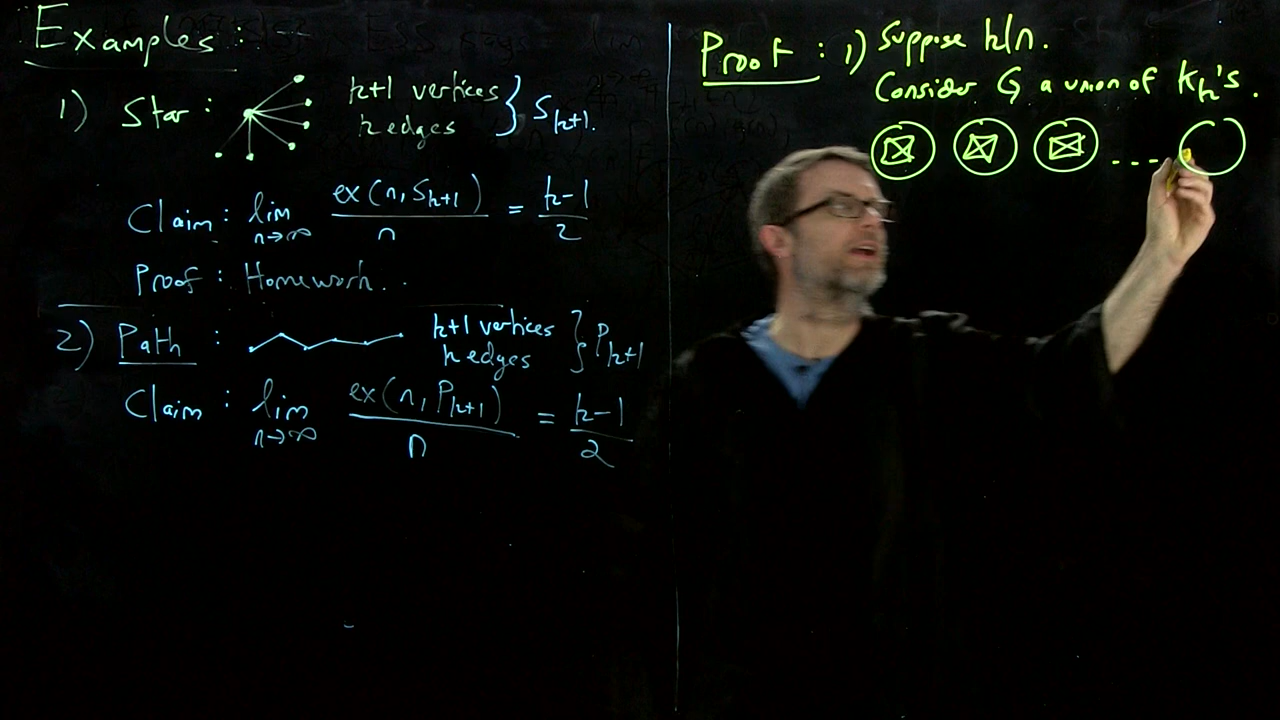 Examples :
1) Star : k+1 vertices
k edges } S_{k+1}.
Claim : lim_{n→∞} ex(n, S_{k+1}) / n = k-1 / 2
Proof : Homework..
2) Path : k+1 vertices
k edges } P_{k+1}
Claim : lim_{n→∞} ex(n, P_{k+1}) / n = k-1 / 2
Proof : 1) Suppose k|n.
Consider G a union of K_k's.